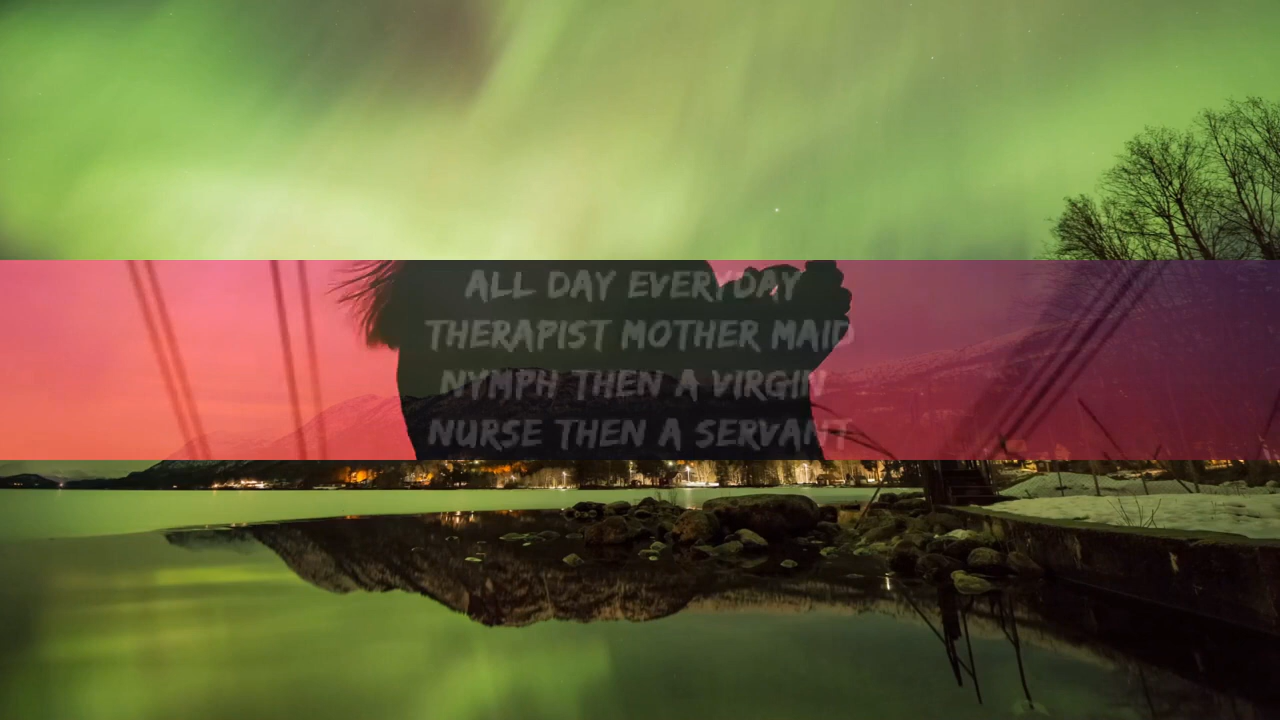 ALL DAY EVERYDAY
THERAPIST MOTHER MAID
NYMPH THEN A VIRGIN
NURSE THEN A SERVANT